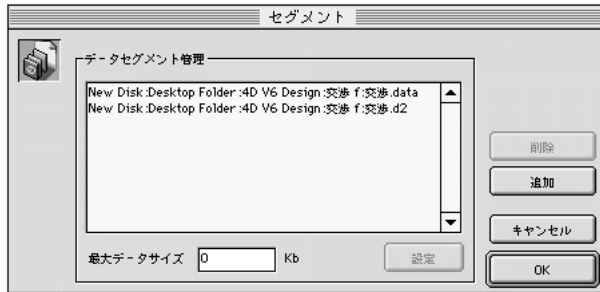 セグメント
データセグメント管理
New Disk:Desktop Folder:4D V6 Design:交渉 f:交渉.data
New Disk:Desktop Folder:4D V6 Design:交渉 f:交渉.d2
削除
追加
キャンセル
最大データサイズ 0 Kb 設定
OK